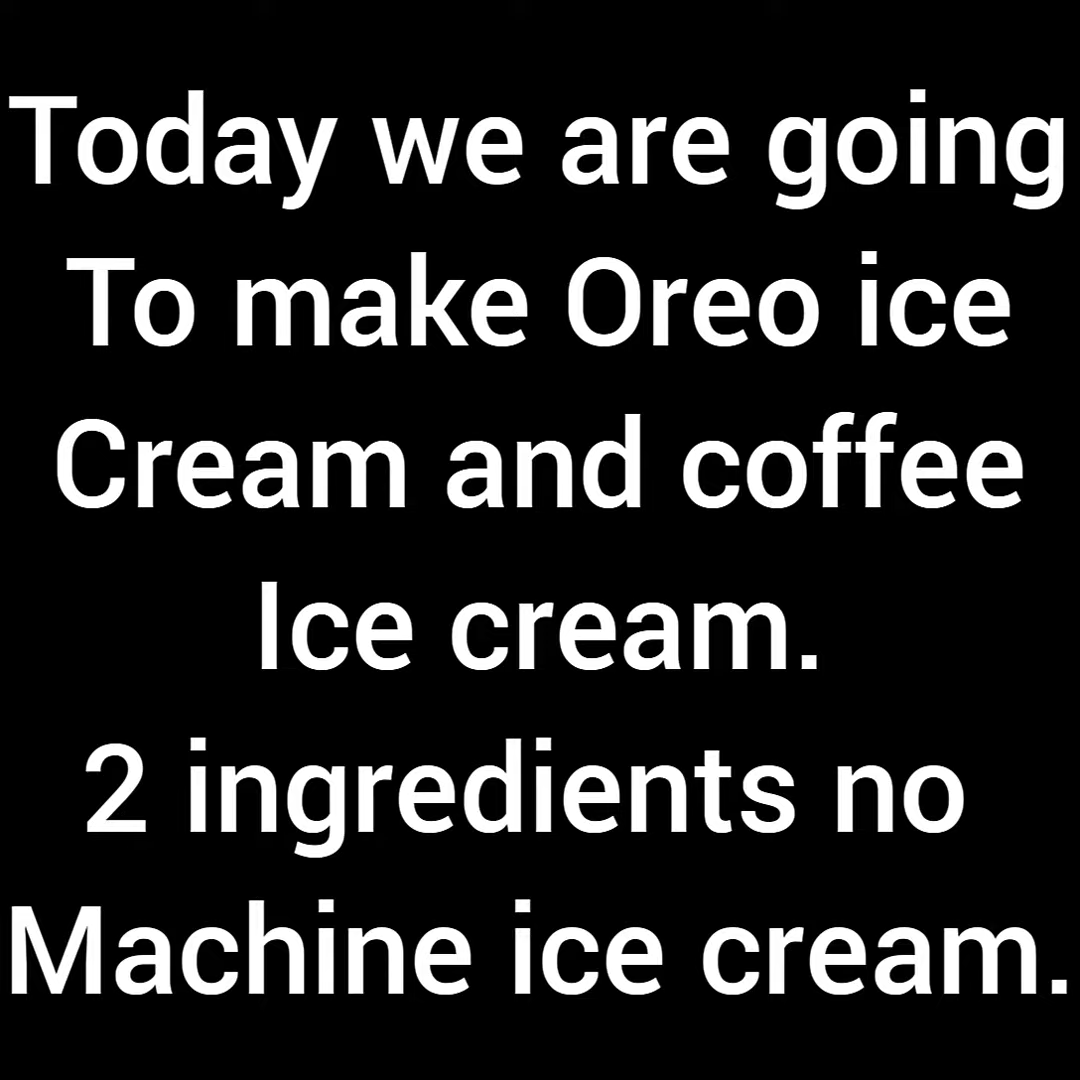 Today we are going
To make Oreo ice
Cream and coffee
Ice cream.
2 ingredients no
Machine ice cream.